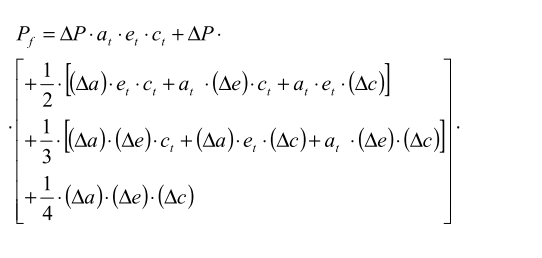 P_f = ΔP · a_t · e_t · c_t + ΔP ·
+ 1/2 · [(Δa) · e_t · c_t + a_t · (Δe) · c_t + a_t · e_t · (Δc)]
· [ +1/3 · [(Δa) · (Δe) · c_t + (Δa) · e_t · (Δc) + a_t · (Δe) · (Δc)] ] ·
+ 1/4 · (Δa) · (Δe) · (Δc)